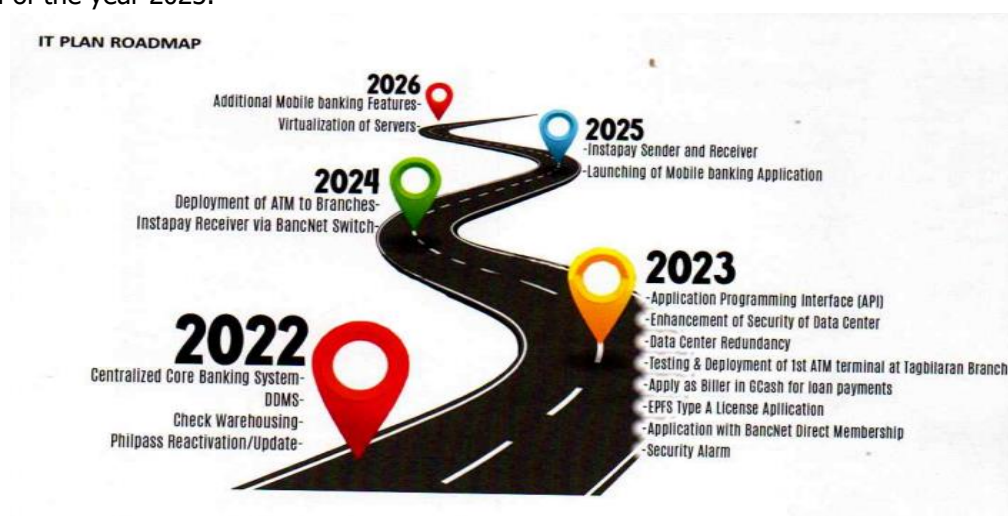 of the year 2023.
IT PLAN ROADMAP
2026
Additional Mobile banking Features-
Virtualization of Servers-
2025
-Instapay Sender and Receiver
-Launching of Mobile banking Application
2024
Deployment of ATM to Branches-
Instapay Receiver via BancNet Switch-
2023
-Application Programming Interface (API)
-Enhancement of Security of Data Center
-Data Center Redundancy
-Testing & Deployment of 1st ATM terminal at Tagbilaran Branch
-Apply as Biller in GCash for loan payments
-EPFS Type A License Apllication
-Application with BancNet Direct Membership
-Security Alarm
2022
Centralized Core Banking System-
DDMS-
Check Warehousing-
Philpass Reactivation/Update-